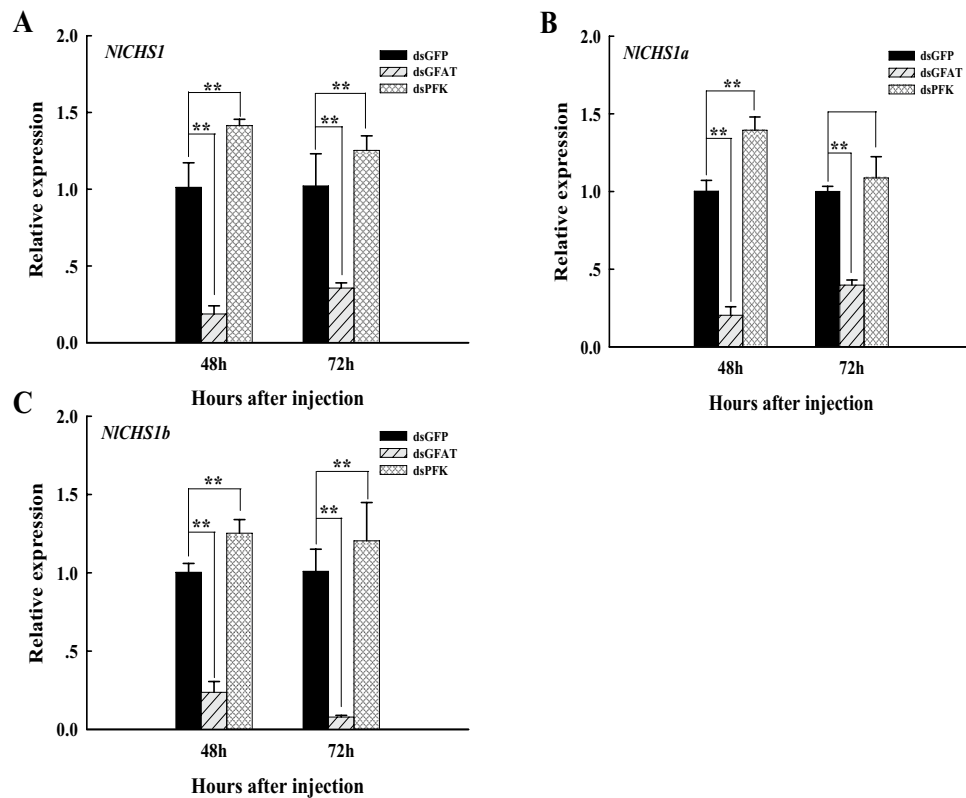 A
NlCHS1
2.0
1.5
1.0
.5
0.0
Relative expression
dsGFP
dsGFAT
dsPFK
**
**
**
**
48h
72h
Hours after injection
B
NlCHS1a
2.0
1.5
1.0
.5
0.0
Relative expression
dsGFP
dsGFAT
dsPFK
**
**
**
48h
72h
Hours after injection
C
NlCHS1b
2.0
1.5
1.0
.5
0.0
Relative expression
dsGFP
dsGFAT
dsPFK
**
**
**
**
48h
72h
Hours after injection